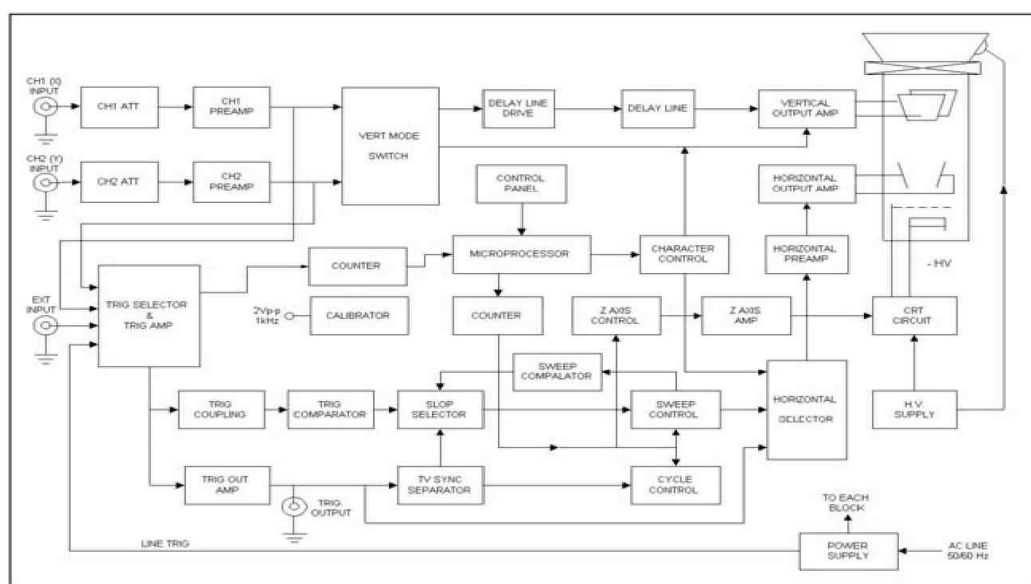 CH1 (X)
INPUT
CH1 ATT
CH1
PREAMP
VERT MODE
SWITCH
DELAY LINE
DRIVE
DELAY LINE
VERTICAL
OUTPUT AMP
CH2 (Y)
INPUT
CH2 ATT
CH2
PREAMP
CONTROL
PANEL
HORIZONTAL
OUTPUT AMP
COUNTER
MICROPROCESSOR
CHARACTER
CONTROL
HORIZONTAL
PREAMP
- HV
EXT
INPUT
TRIG SELECTOR
&
TRIG AMP
2Vp-p
1kHz
CALIBRATOR
COUNTER
Z AXIS
CONTROL
Z AXIS
AMP
CRT
CIRCUIT
SWEEP
COMPALATOR
TRIG
COUPLING
TRIG
COMPARATOR
SLOP
SELECTOR
SWEEP
CONTROL
HORIZONTAL
SELECTOR
H.V.
SUPPLY
TRIG OUT
AMP
TRIG
OUTPUT
TV SYNC
SEPARATOR
CYCLE
CONTROL
TO EACH
BLOCK
LINE TRIG
POWER
SUPPLY
AC LINE
50/60 Hz